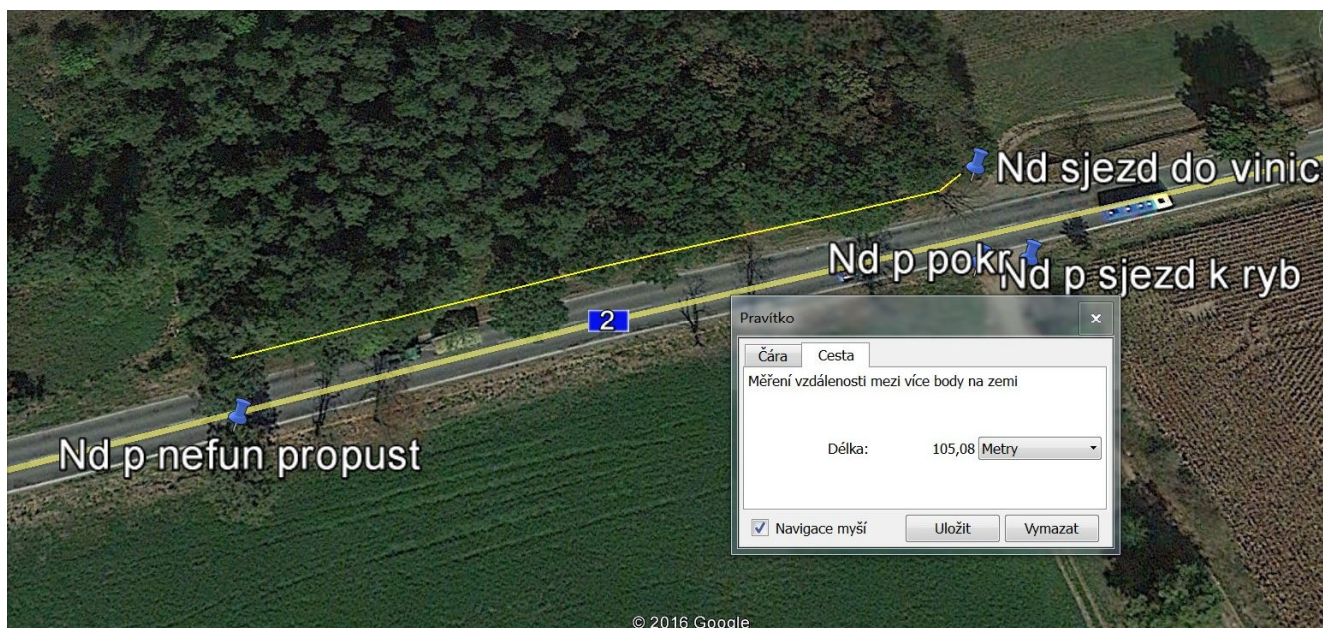 Nd sjezd do vinic
Nd p pokr
Nd p sjezd k ryb
2
Pravítko
Čára
Cesta
Měření vzdálenosti mezi více body na zemi
Délka: 105,08 Metry
Navigace myší
Uložit
Vymazat
Nd p nefun propust
© 2016 Google